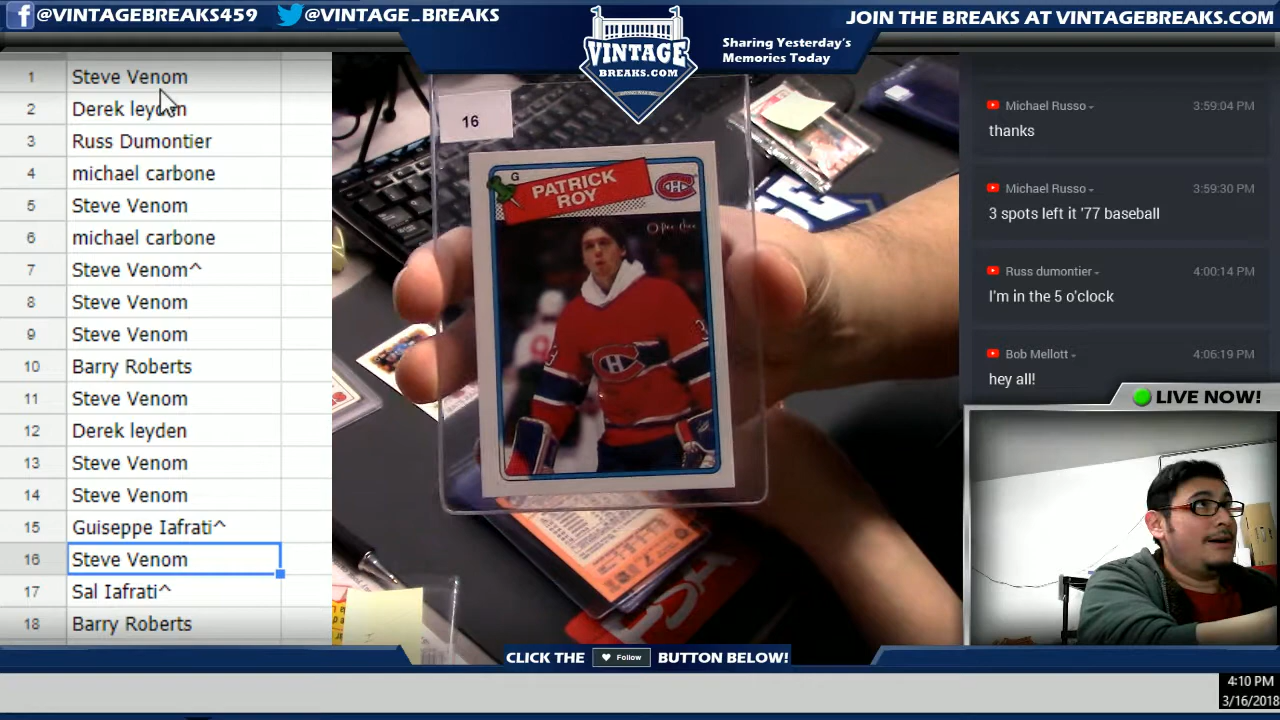 @VINTAGEBREAKS459
@VINTAGE_BREAKS
VINTAGE
BREAKS.COM
Sharing Yesterday's
Memories Today
JOIN THE BREAKS AT VINTAGEBREAKS.COM
1 Steve Venom
2 Derek leyden
3 Russ Dumontier
4 michael carbone
5 Steve Venom
6 michael carbone
7 Steve Venom^
8 Steve Venom
9 Steve Venom
10 Barry Roberts
11 Steve Venom
12 Derek leyden
13 Steve Venom
14 Steve Venom
15 Guiseppe Iafrati^
16 Steve Venom
17 Sal Iafrati^
18 Barry Roberts
16
G
PATRICK
ROY
O-Pee-Chee
PSA
Michael Russo 3:59:04 PM
thanks
Michael Russo 3:59:30 PM
3 spots left it '77 baseball
Russ dumontier 4:00:14 PM
I'm in the 5 o'clock
Bob Mellott 4:06:19 PM
hey all!
LIVE NOW!
CLICK THE Follow BUTTON BELOW!
4:10 PM
3/16/2018